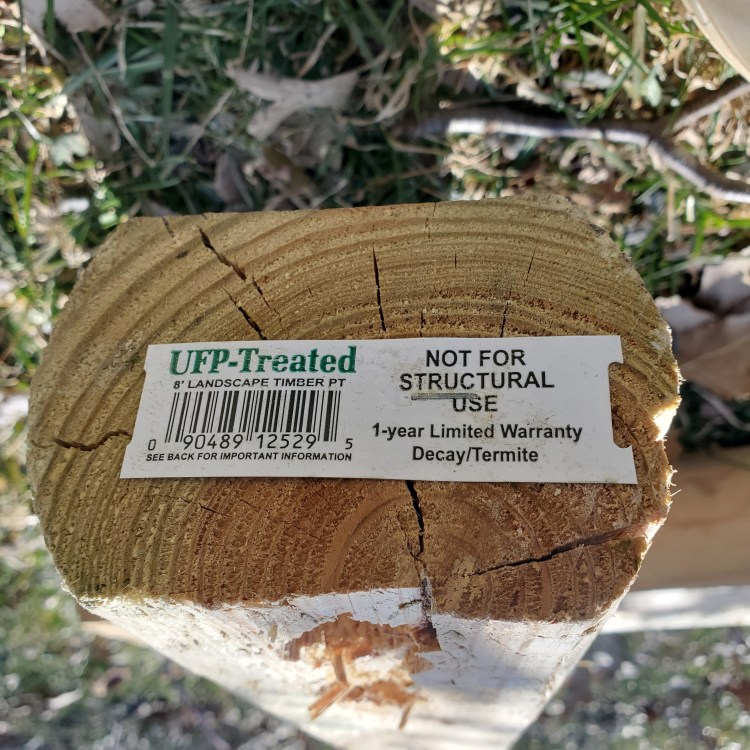 UFP-Treated
8' LANDSCAPE TIMBER PT
0 90489 12529 5
SEE BACK FOR IMPORTANT INFORMATION
NOT FOR
STRUCTURAL
USE
1-year Limited Warranty
Decay/Termite